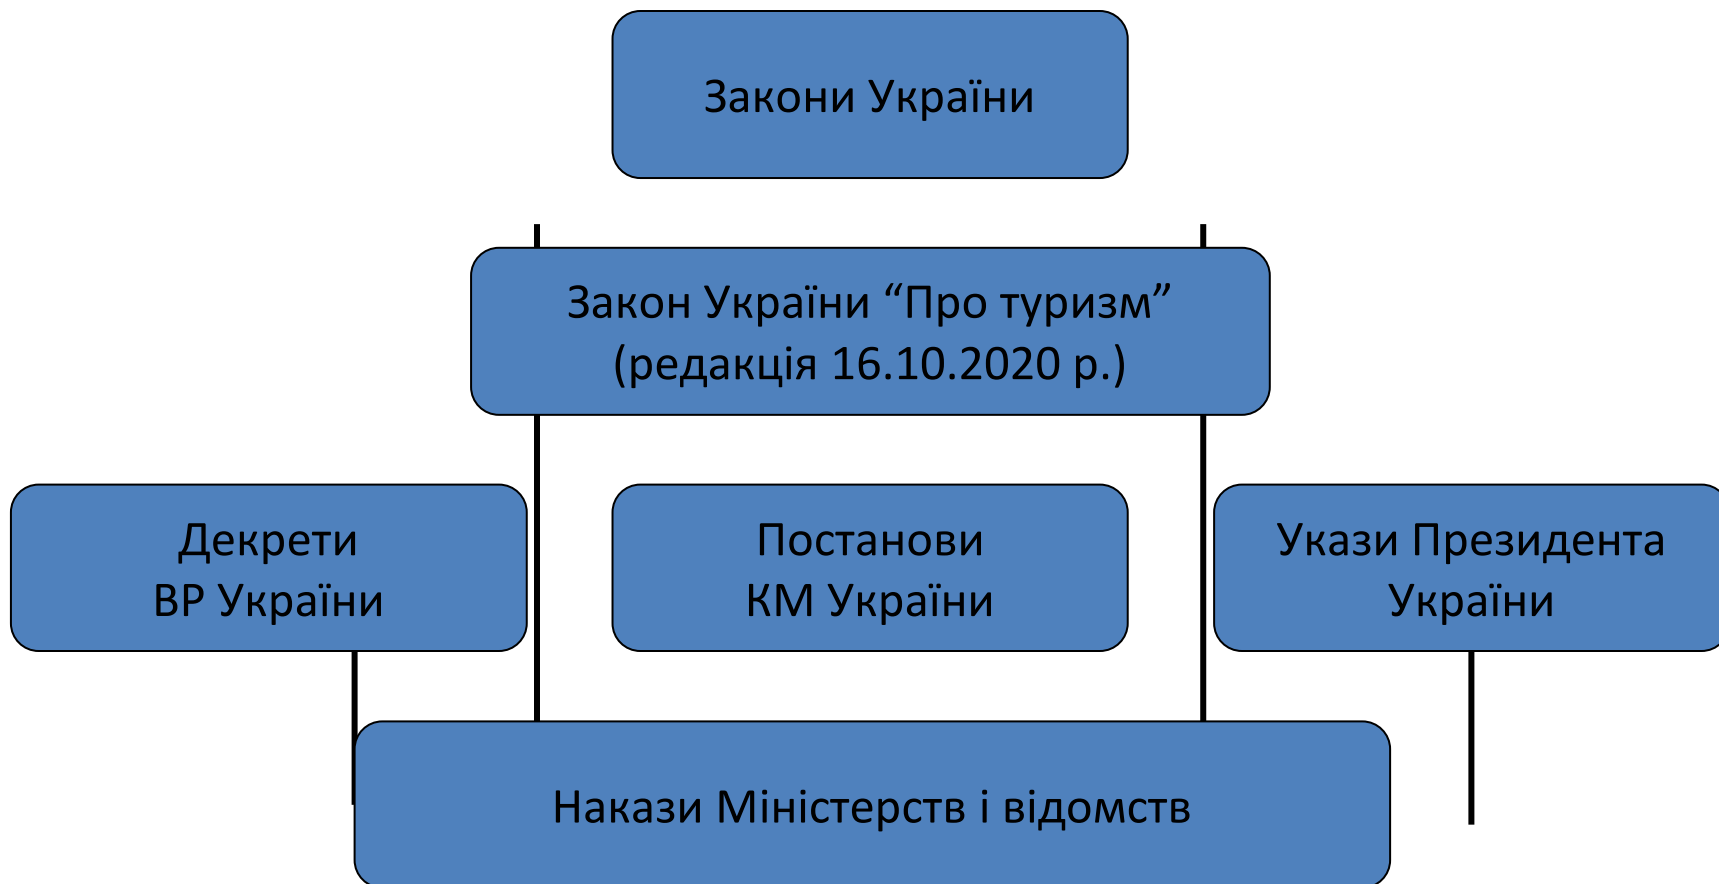 Закони України
Закон України “Про туризм”
(редакція 16.10.2020 р.)
Декрети
ВР України
Постанови
КМ України
Укази Президента
України
Накази Міністерств і відомств